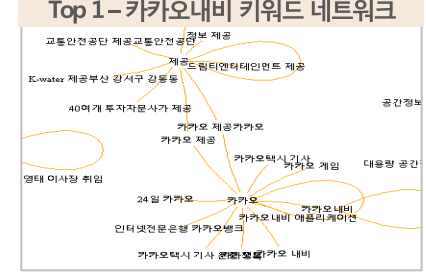 Top 1 – 카카오내비 키워드 네트워크
정보 제공
교통안전공단 제공교통안전공단
제공
드림티엔터테인먼트 제공
K-water 제공부산 강서구 강동동
40여개 투자자문사가 제공
공간정보
카카오 제공카카오
카카오 제공
카카오택시 기사
카카오 게임
대용량 공간
영태 이사장 취임
24일 카카오
카카오
카카오내비
카카오내비 애플리케이션
인터넷전문은행 카카오뱅크
카카오택시 기사
카카오 내비